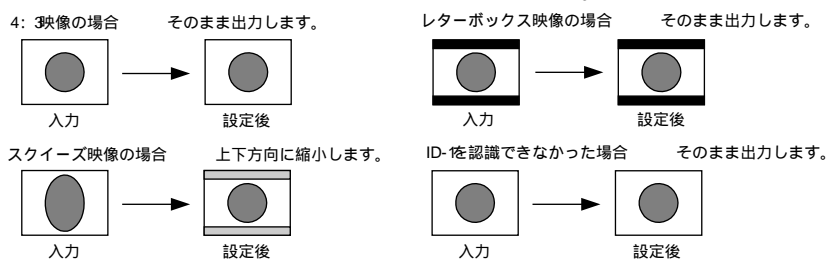 4：3映像の場合 そのまま出力します。
入力 設定後
レターボックス映像の場合 そのまま出力します。
入力 設定後
スクイーズ映像の場合 上下方向に縮小します。
入力 設定後
ID-1を認識できなかった場合 そのまま出力します。
入力 設定後